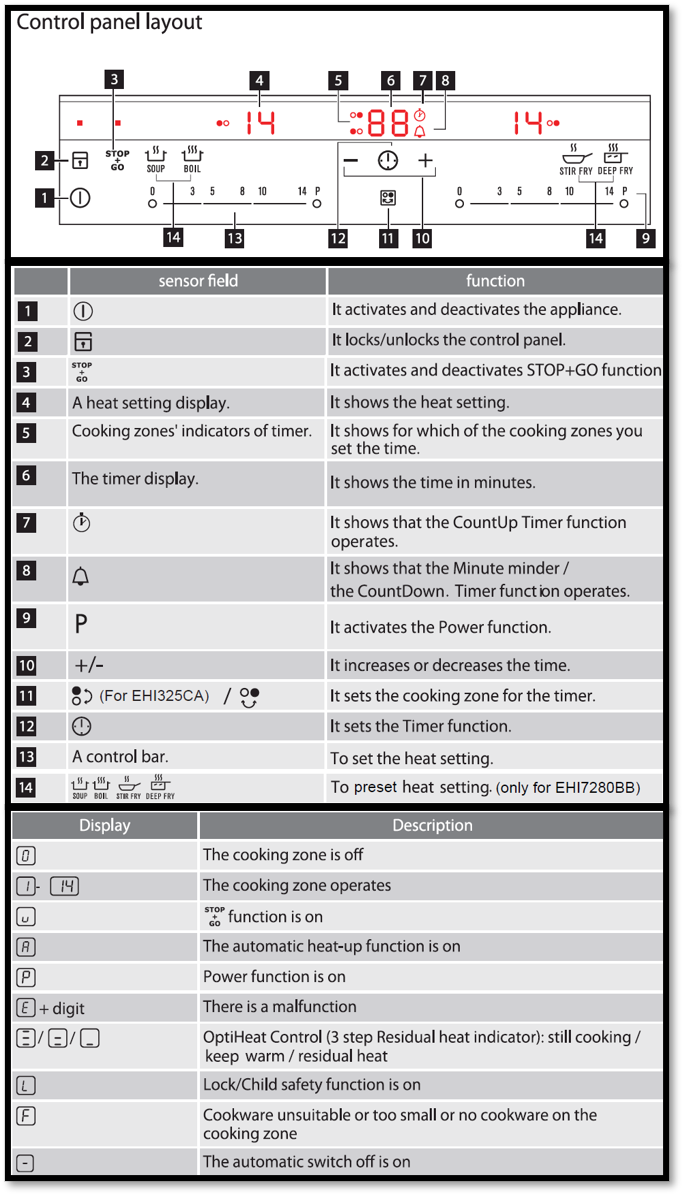 Control panel layout
3 4 5 6 7 8
14 88 14
2 STOP + GO SOUP BOIL − + STIR FRY DEEP FRY
1 0 3 5 8 10 14 P 0 3 5 8 10 14 P
14 13 12 11 10 14 9
sensor field function
1 It activates and deactivates the appliance.
2 It locks/unlocks the control panel.
3 STOP + GO It activates and deactivates STOP+GO function
4 A heat setting display. It shows the heat setting.
5 Cooking zones' indicators of timer. It shows for which of the cooking zones you
set the time.
6 The timer display. It shows the time in minutes.
7 It shows that the CountUp Timer function
operates.
8 It shows that the Minute minder /
the CountDown. Timer function operates.
9 P It activates the Power function.
10 +/- It increases or decreases the time.
11 (For EHI325CA) / It sets the cooking zone for the timer.
12 It sets the Timer function.
13 A control bar. To set the heat setting.
14 SOUP BOIL STIR FRY DEEP FRY To preset heat setting. (only for EHI7280BB)
Display Description
0 The cooking zone is off
1 - 14 The cooking zone operates
u STOP + GO function is on
A The automatic heat-up function is on
P Power function is on
E + digit There is a malfunction
/ / OptiHeat Control (3 step Residual heat indicator): still cooking /
keep warm / residual heat
L Lock/Child safety function is on
F Cookware unsuitable or too small or no cookware on the
cooking zone
- The automatic switch off is on